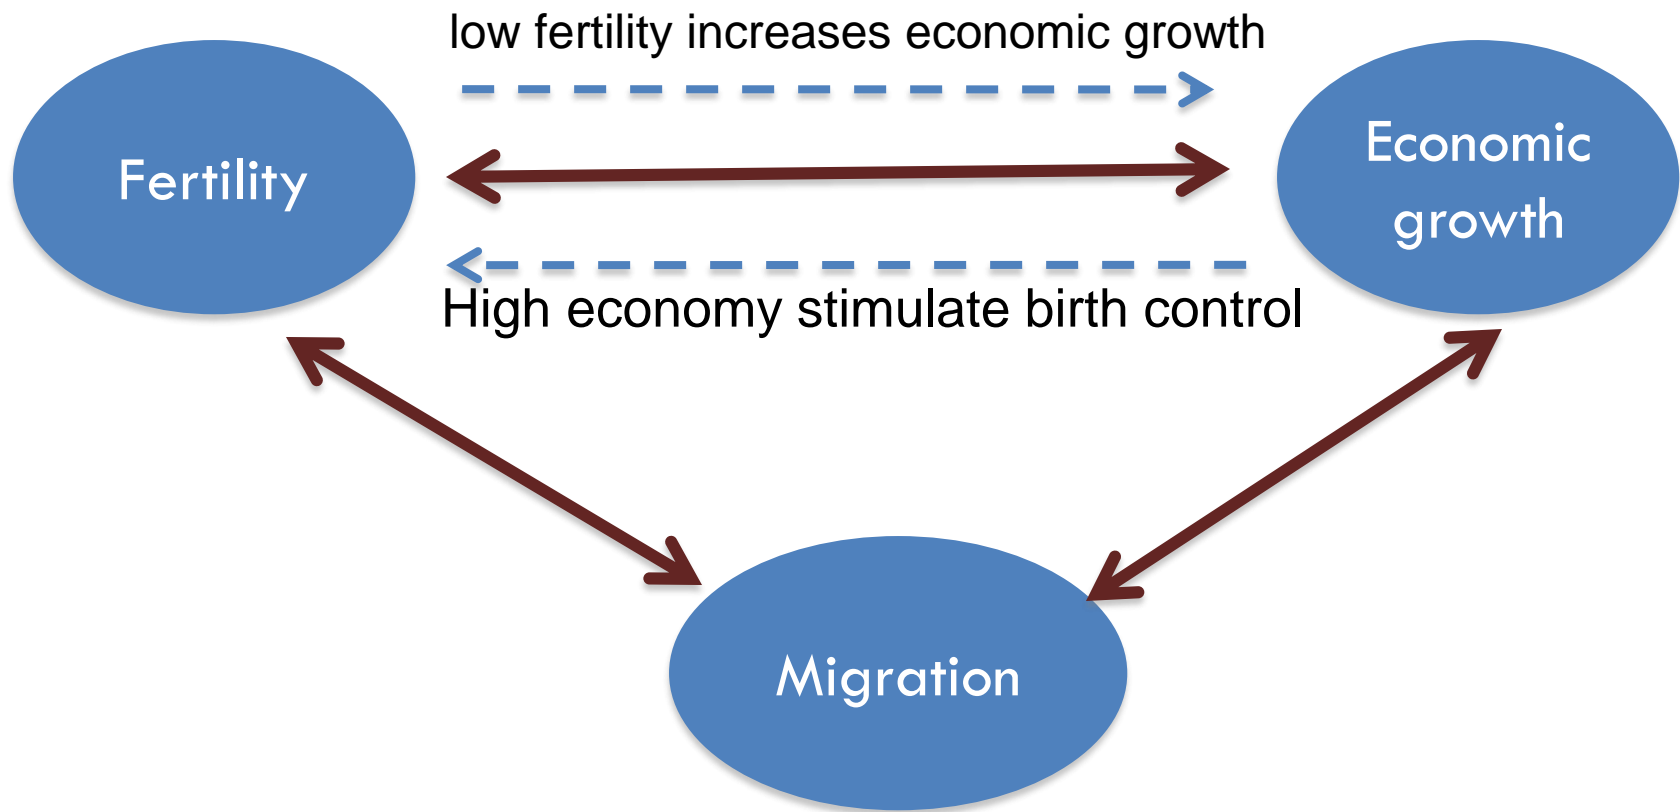 low fertility increases economic growth
Fertility
Economic
growth
High economy stimulate birth control
Migration